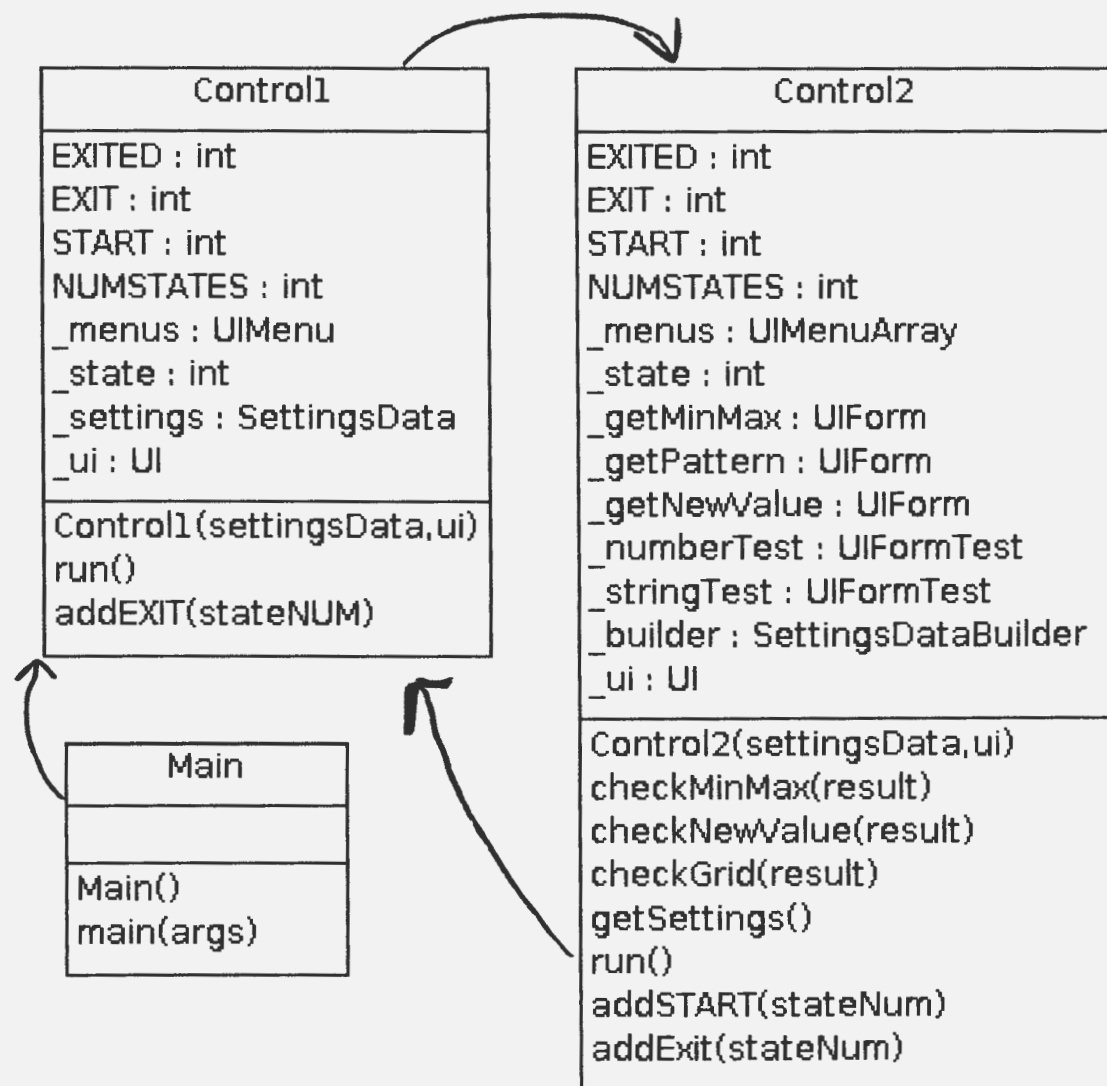 Control1
EXITED : int
EXIT : int
START : int
NUMSTATES : int
_menus : UIMenu
_state : int
_settings : SettingsData
_ui : UI
Control1(settingsData,ui)
run()
addEXIT(stateNUM)
Main
Main()
main(args)
Control2
EXITED : int
EXIT : int
START : int
NUMSTATES : int
_menus : UIMenuArray
_state : int
_getMinMax : UIForm
_getPattern : UIForm
_getNewValue : UIForm
_numberTest : UIFormTest
_stringTest : UIFormTest
_builder : SettingsDataBuilder
_ui : UI
Control2(settingsData,ui)
checkMinMax(result)
checkNewValue(result)
checkGrid(result)
getSettings()
run()
addSTART(stateNum)
addExit(stateNum)